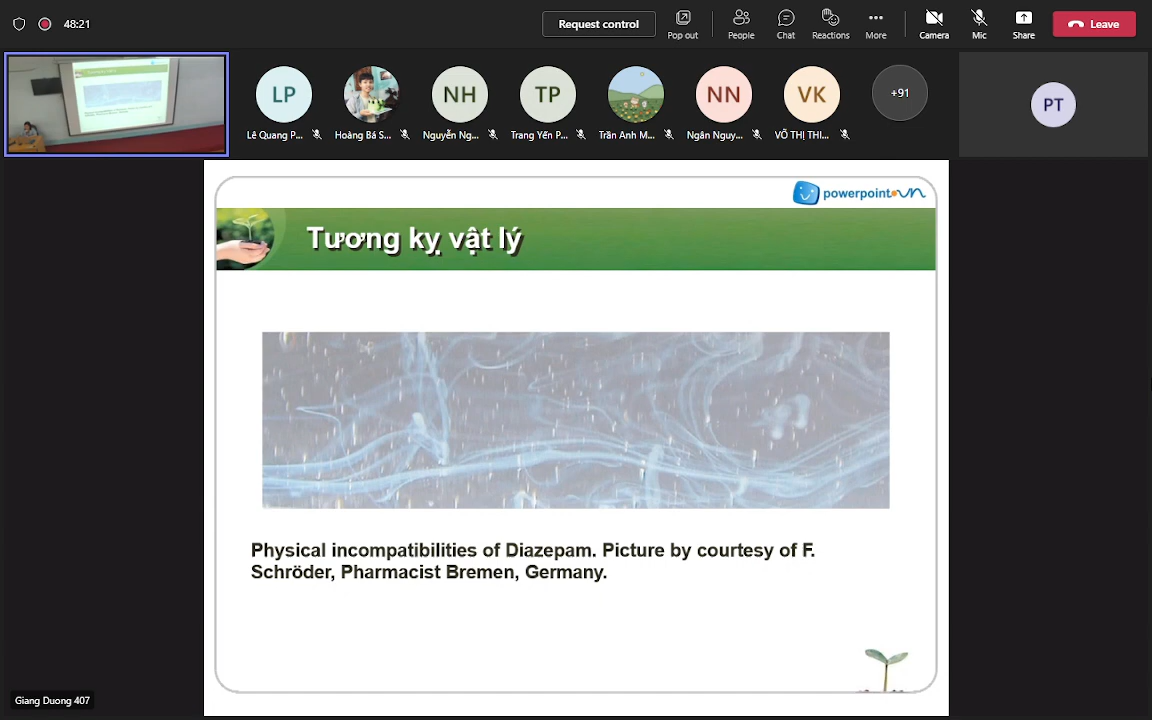 48:21
Request control
Pop out
People
Chat
Reactions
More
Camera
Mic
Share
Leave
LP
NH
TP
NN
VK
+91
PT
Lê Quang P...
Hoàng Bá S...
Nguyễn Ng...
Trang Yến P...
Trần Anh M...
Ngân Nguy...
VÕ THỊ THI...
powerpoint
Tương kỵ vật lý
Physical incompatibilities of Diazepam. Picture by courtesy of F.
Schröder, Pharmacist Bremen, Germany.
Giang Duong 407